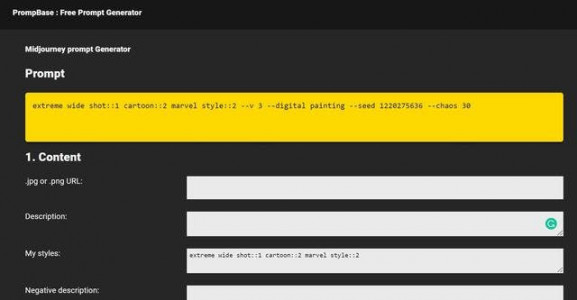 PrompBase : Free Prompt Generator
Midjourney prompt Generator
Prompt
extreme wide shot::1 cartoon::2 marvel style::2 --v 3 --digital painting --seed 1220275636 --chaos 30
1. Content
.jpg or .png URL:
Description:
My styles:
extreme wide shot::1 cartoon::2 marvel style::2
Negative description: